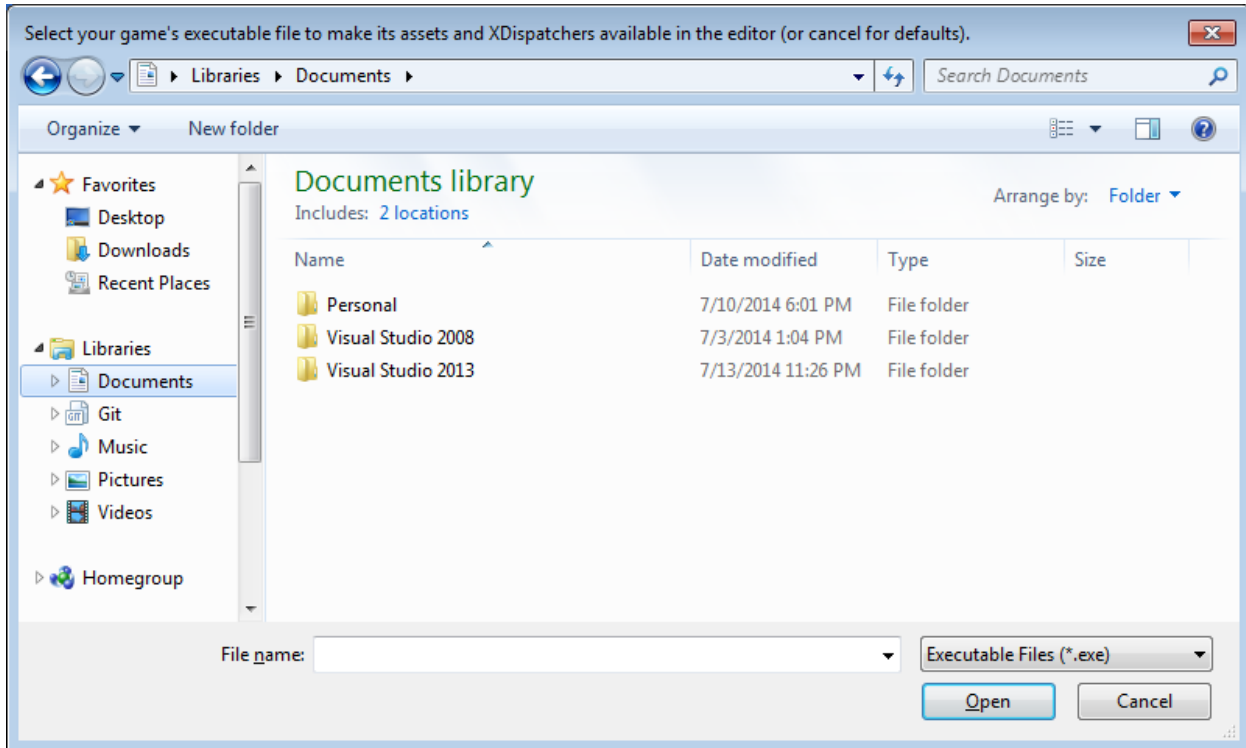 Select your game's executable file to make its assets and XDispatchers available in the editor (or cancel for defaults).
Libraries Documents
Search Documents
Organize New folder
Favorites
Desktop
Downloads
Recent Places
Libraries
Documents
Git
Music
Pictures
Videos
Homegroup
Documents library
Includes: 2 locations
Arrange by: Folder
Name Date modified Type Size
Personal 7/10/2014 6:01 PM File folder
Visual Studio 2008 7/3/2014 1:04 PM File folder
Visual Studio 2013 7/13/2014 11:26 PM File folder
File name:
Executable Files (*.exe)
Open Cancel